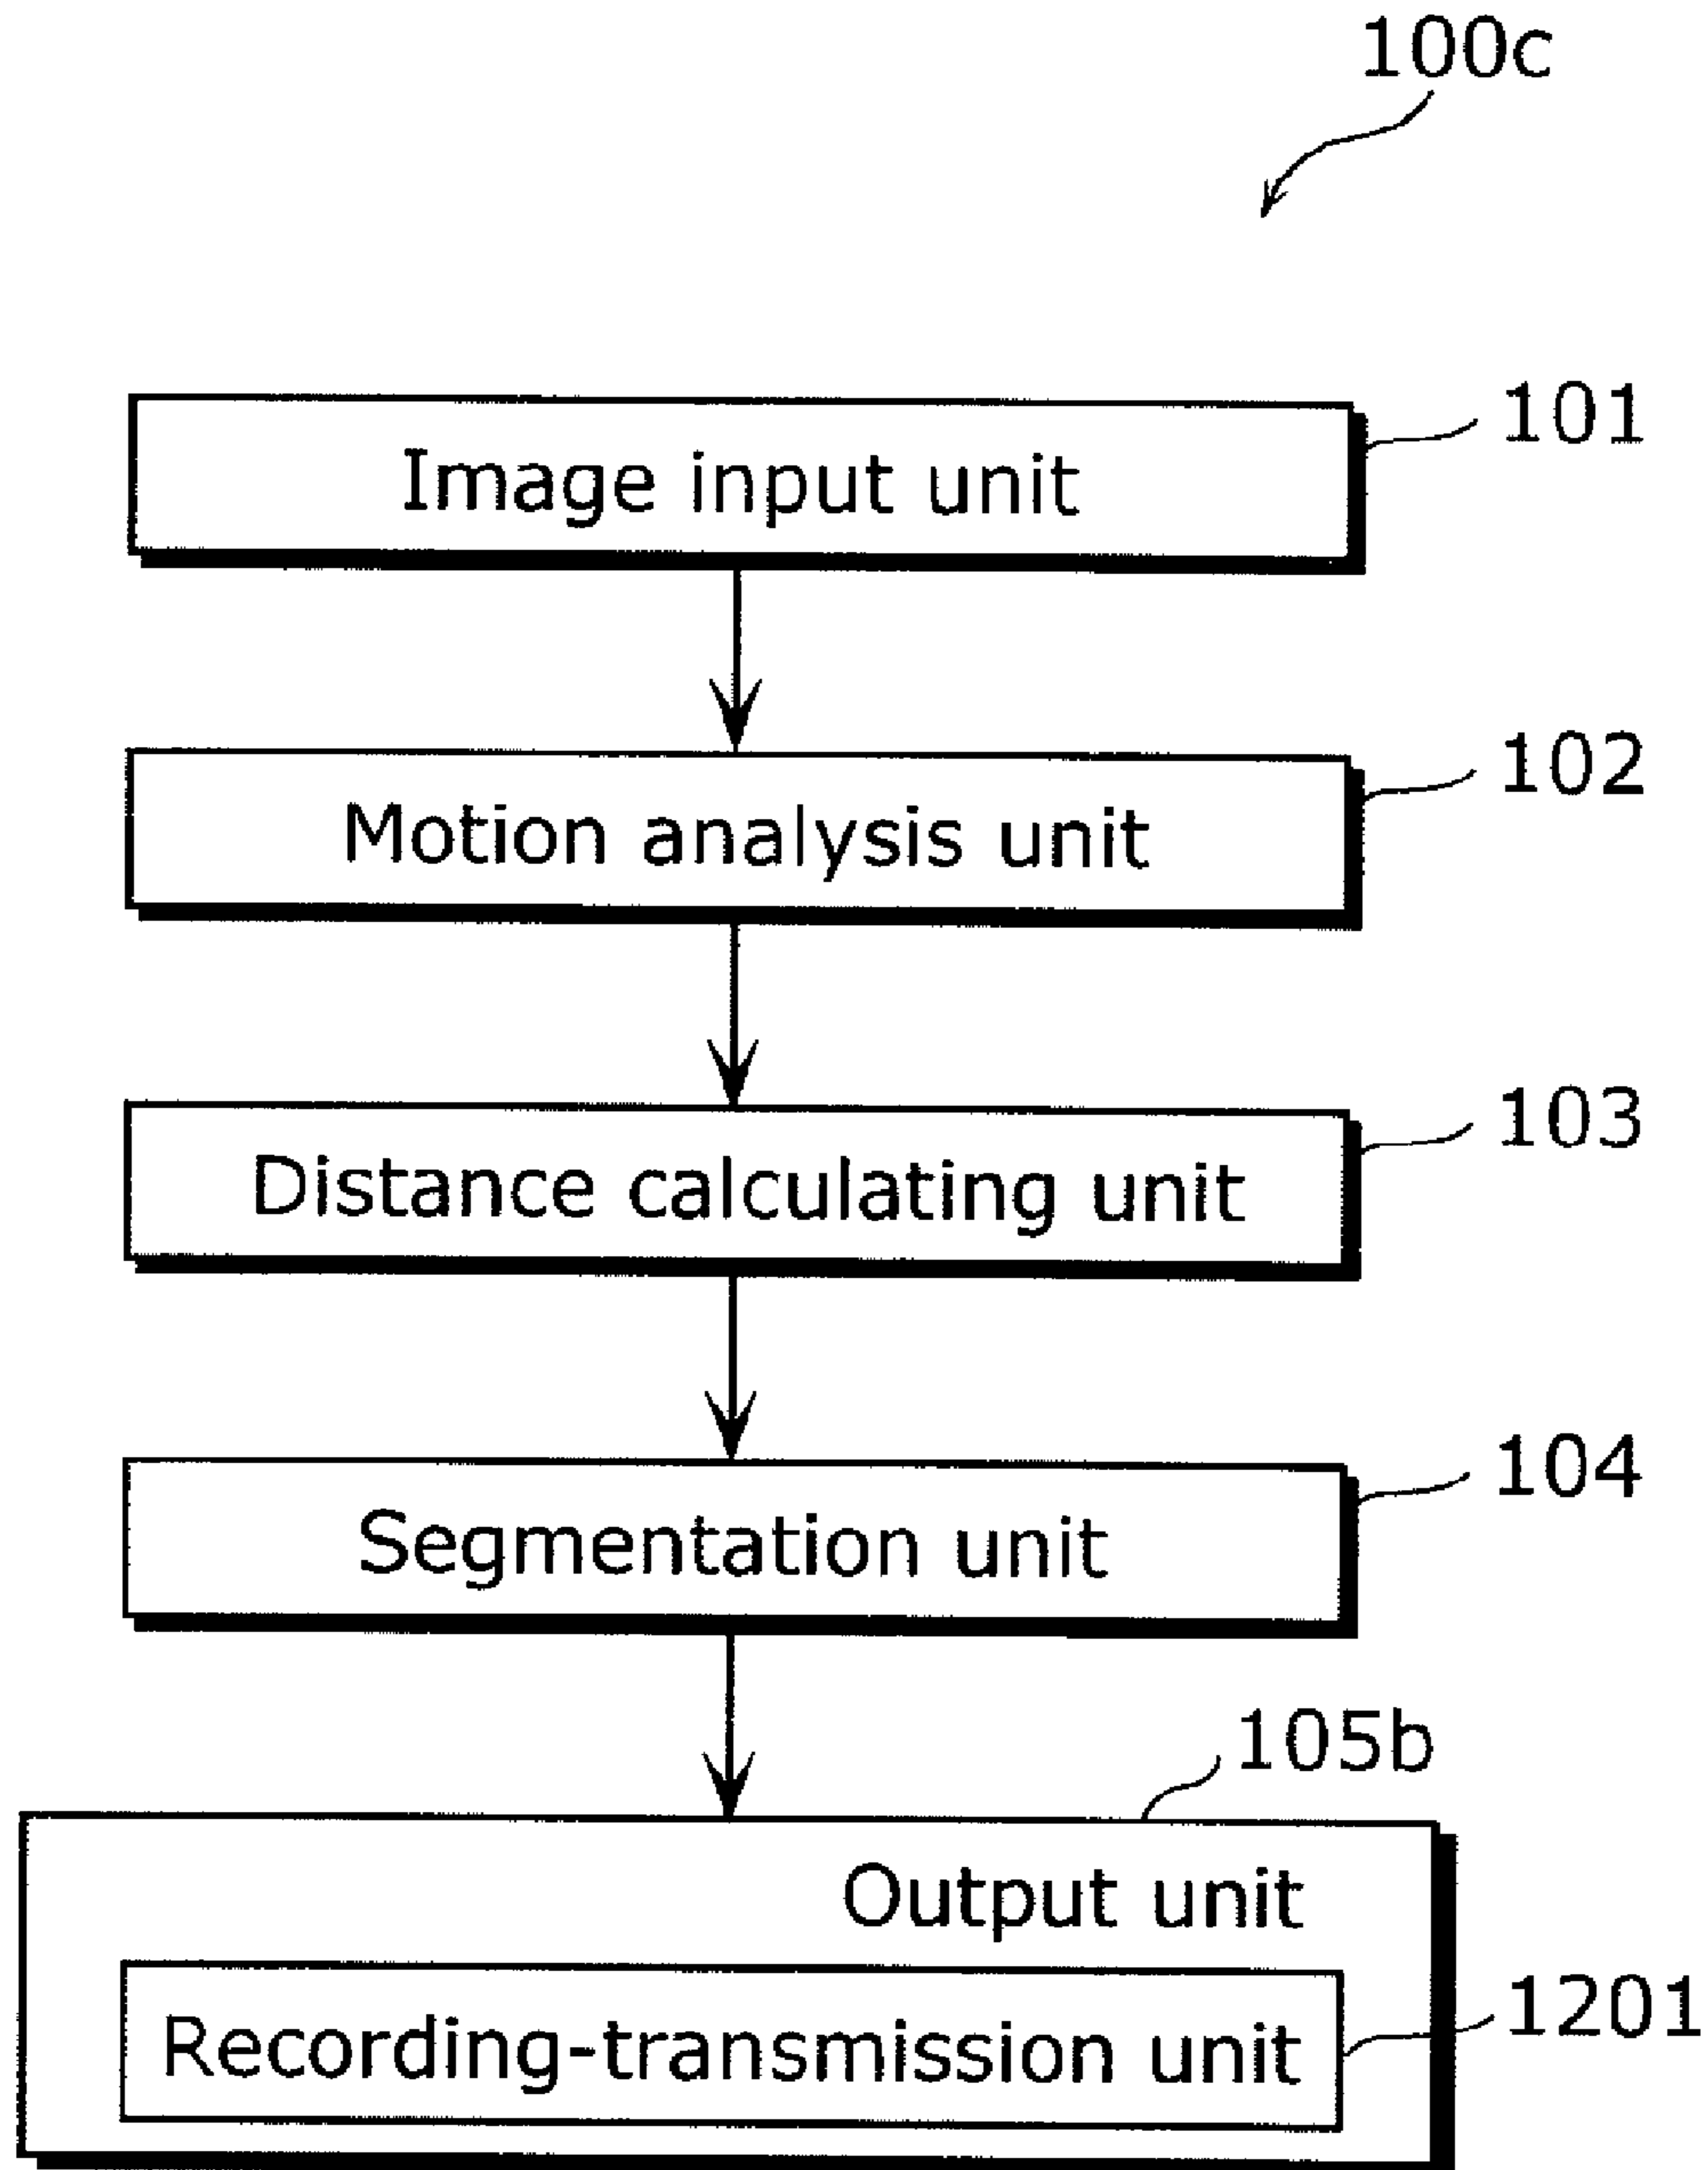 100c
Image input unit
101
Motion analysis unit
102
Distance calculating unit
103
Segmentation unit
104
105b
Output unit
Recording-transmission unit
1201